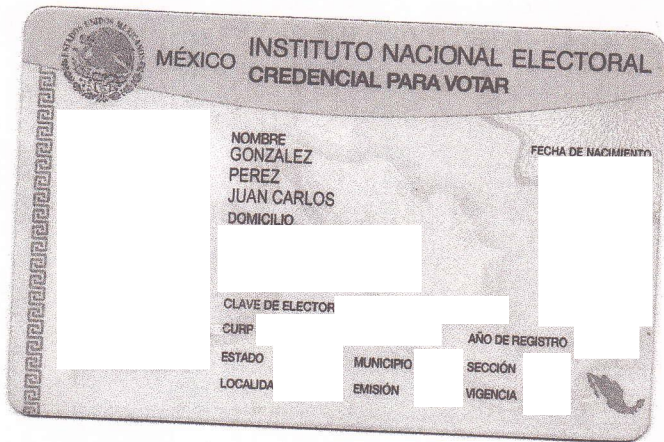 MÉXICO INSTITUTO NACIONAL ELECTORAL
CREDENCIAL PARA VOTAR
NOMBRE
GONZALEZ
PEREZ
JUAN CARLOS
FECHA DE NACIMIENTO
DOMICILIO
CLAVE DE ELECTOR
CURP
AÑO DE REGISTRO
ESTADO MUNICIPIO SECCIÓN
EMISIÓN VIGENCIA